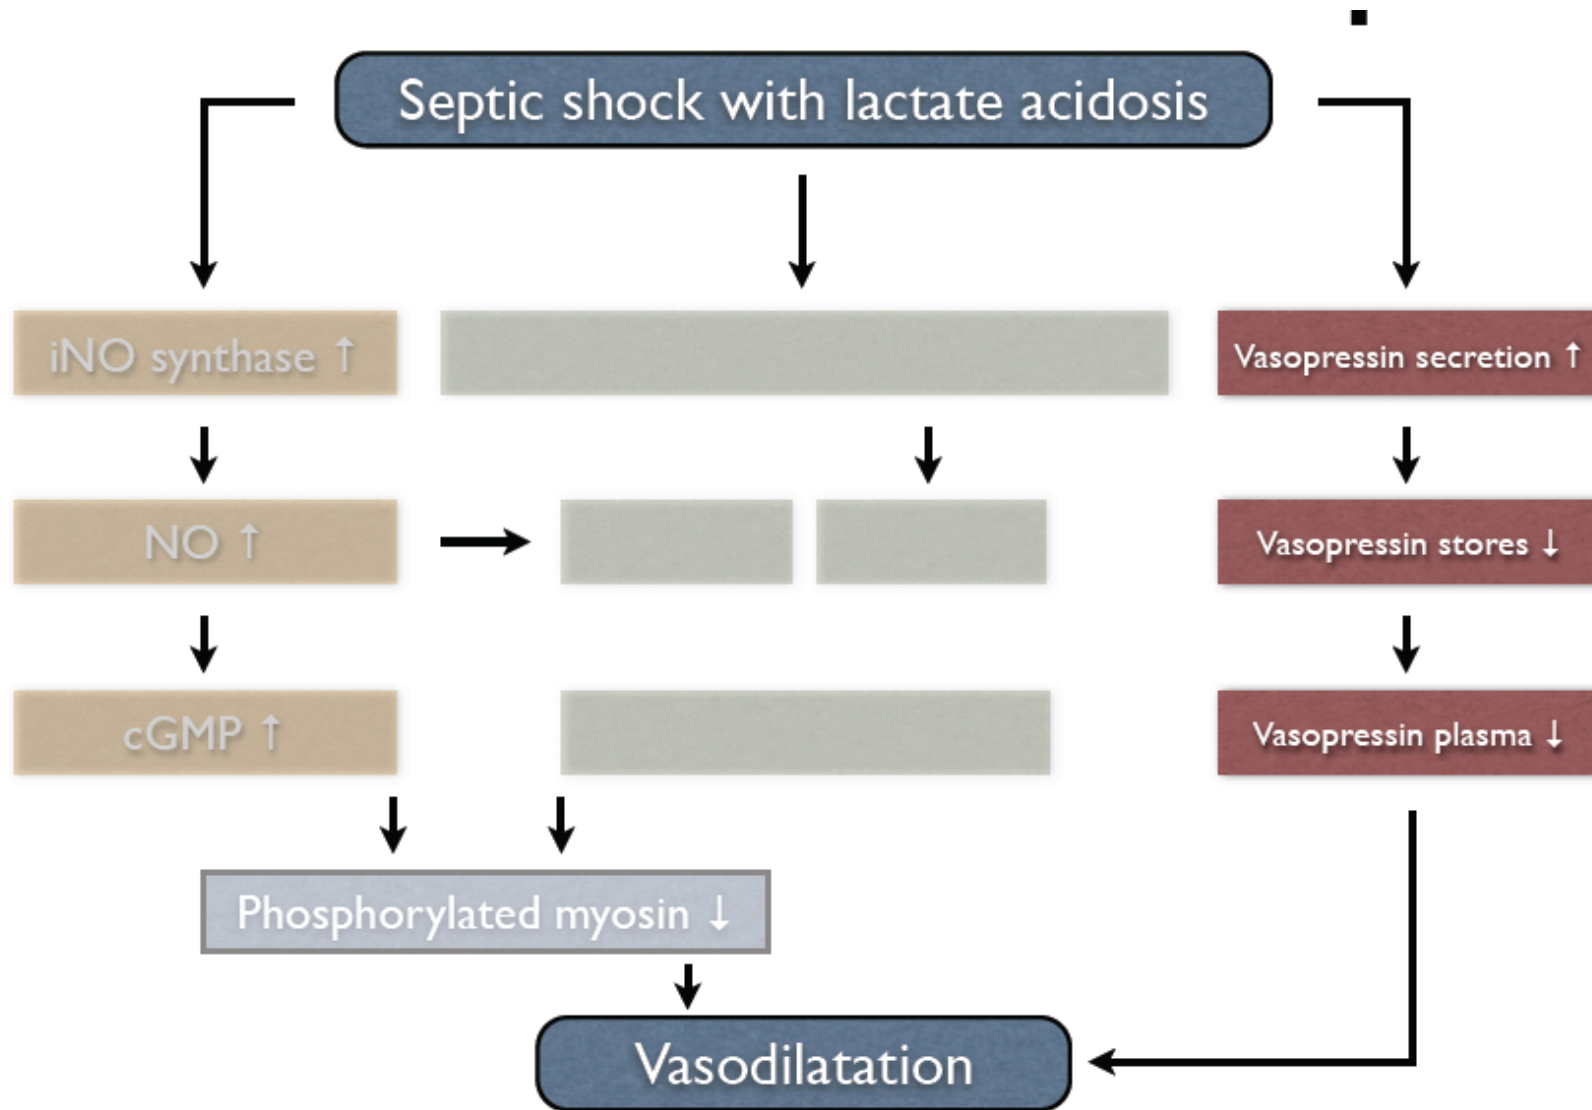 Septic shock with lactate acidosis
iNO synthase ↑
Vasopressin secretion ↑
NO ↑
Vasopressin stores ↓
cGMP ↑
Vasopressin plasma ↓
Phosphorylated myosin ↓
Vasodilatation